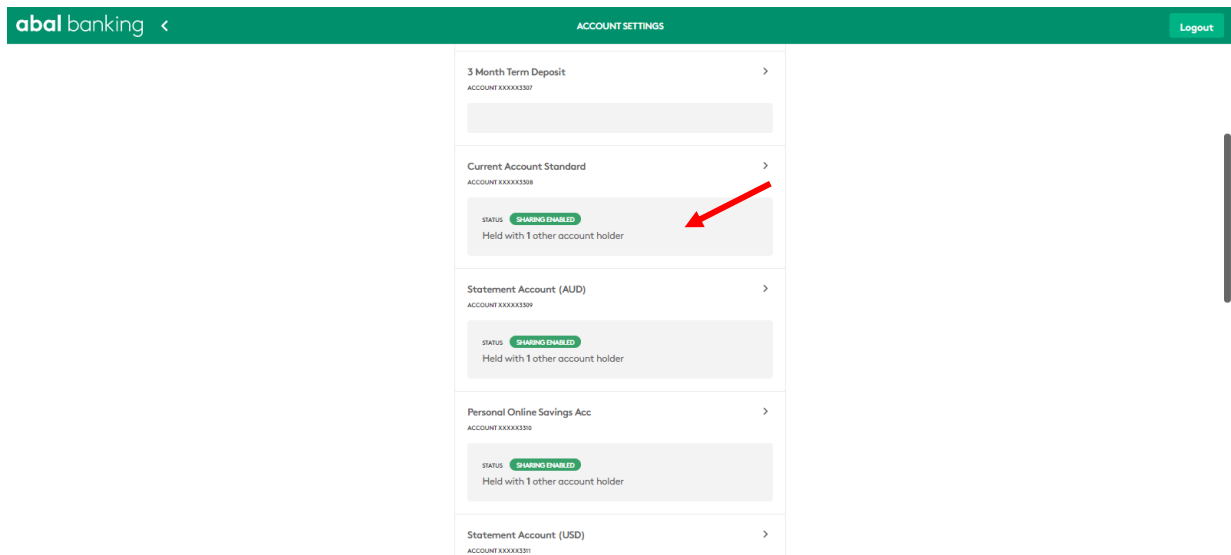 abal banking
ACCOUNT SETTINGS
Logout
3 Month Term Deposit
ACCOUNT XXXXX3307
Current Account Standard
ACCOUNT XXXXX3308
STATUS SHARING ENABLED
Held with 1 other account holder
Statement Account (AUD)
ACCOUNT XXXXX3309
STATUS SHARING ENABLED
Held with 1 other account holder
Personal Online Savings Acc
ACCOUNT XXXXX3310
STATUS SHARING ENABLED
Held with 1 other account holder
Statement Account (USD)
ACCOUNT XXXXX3311